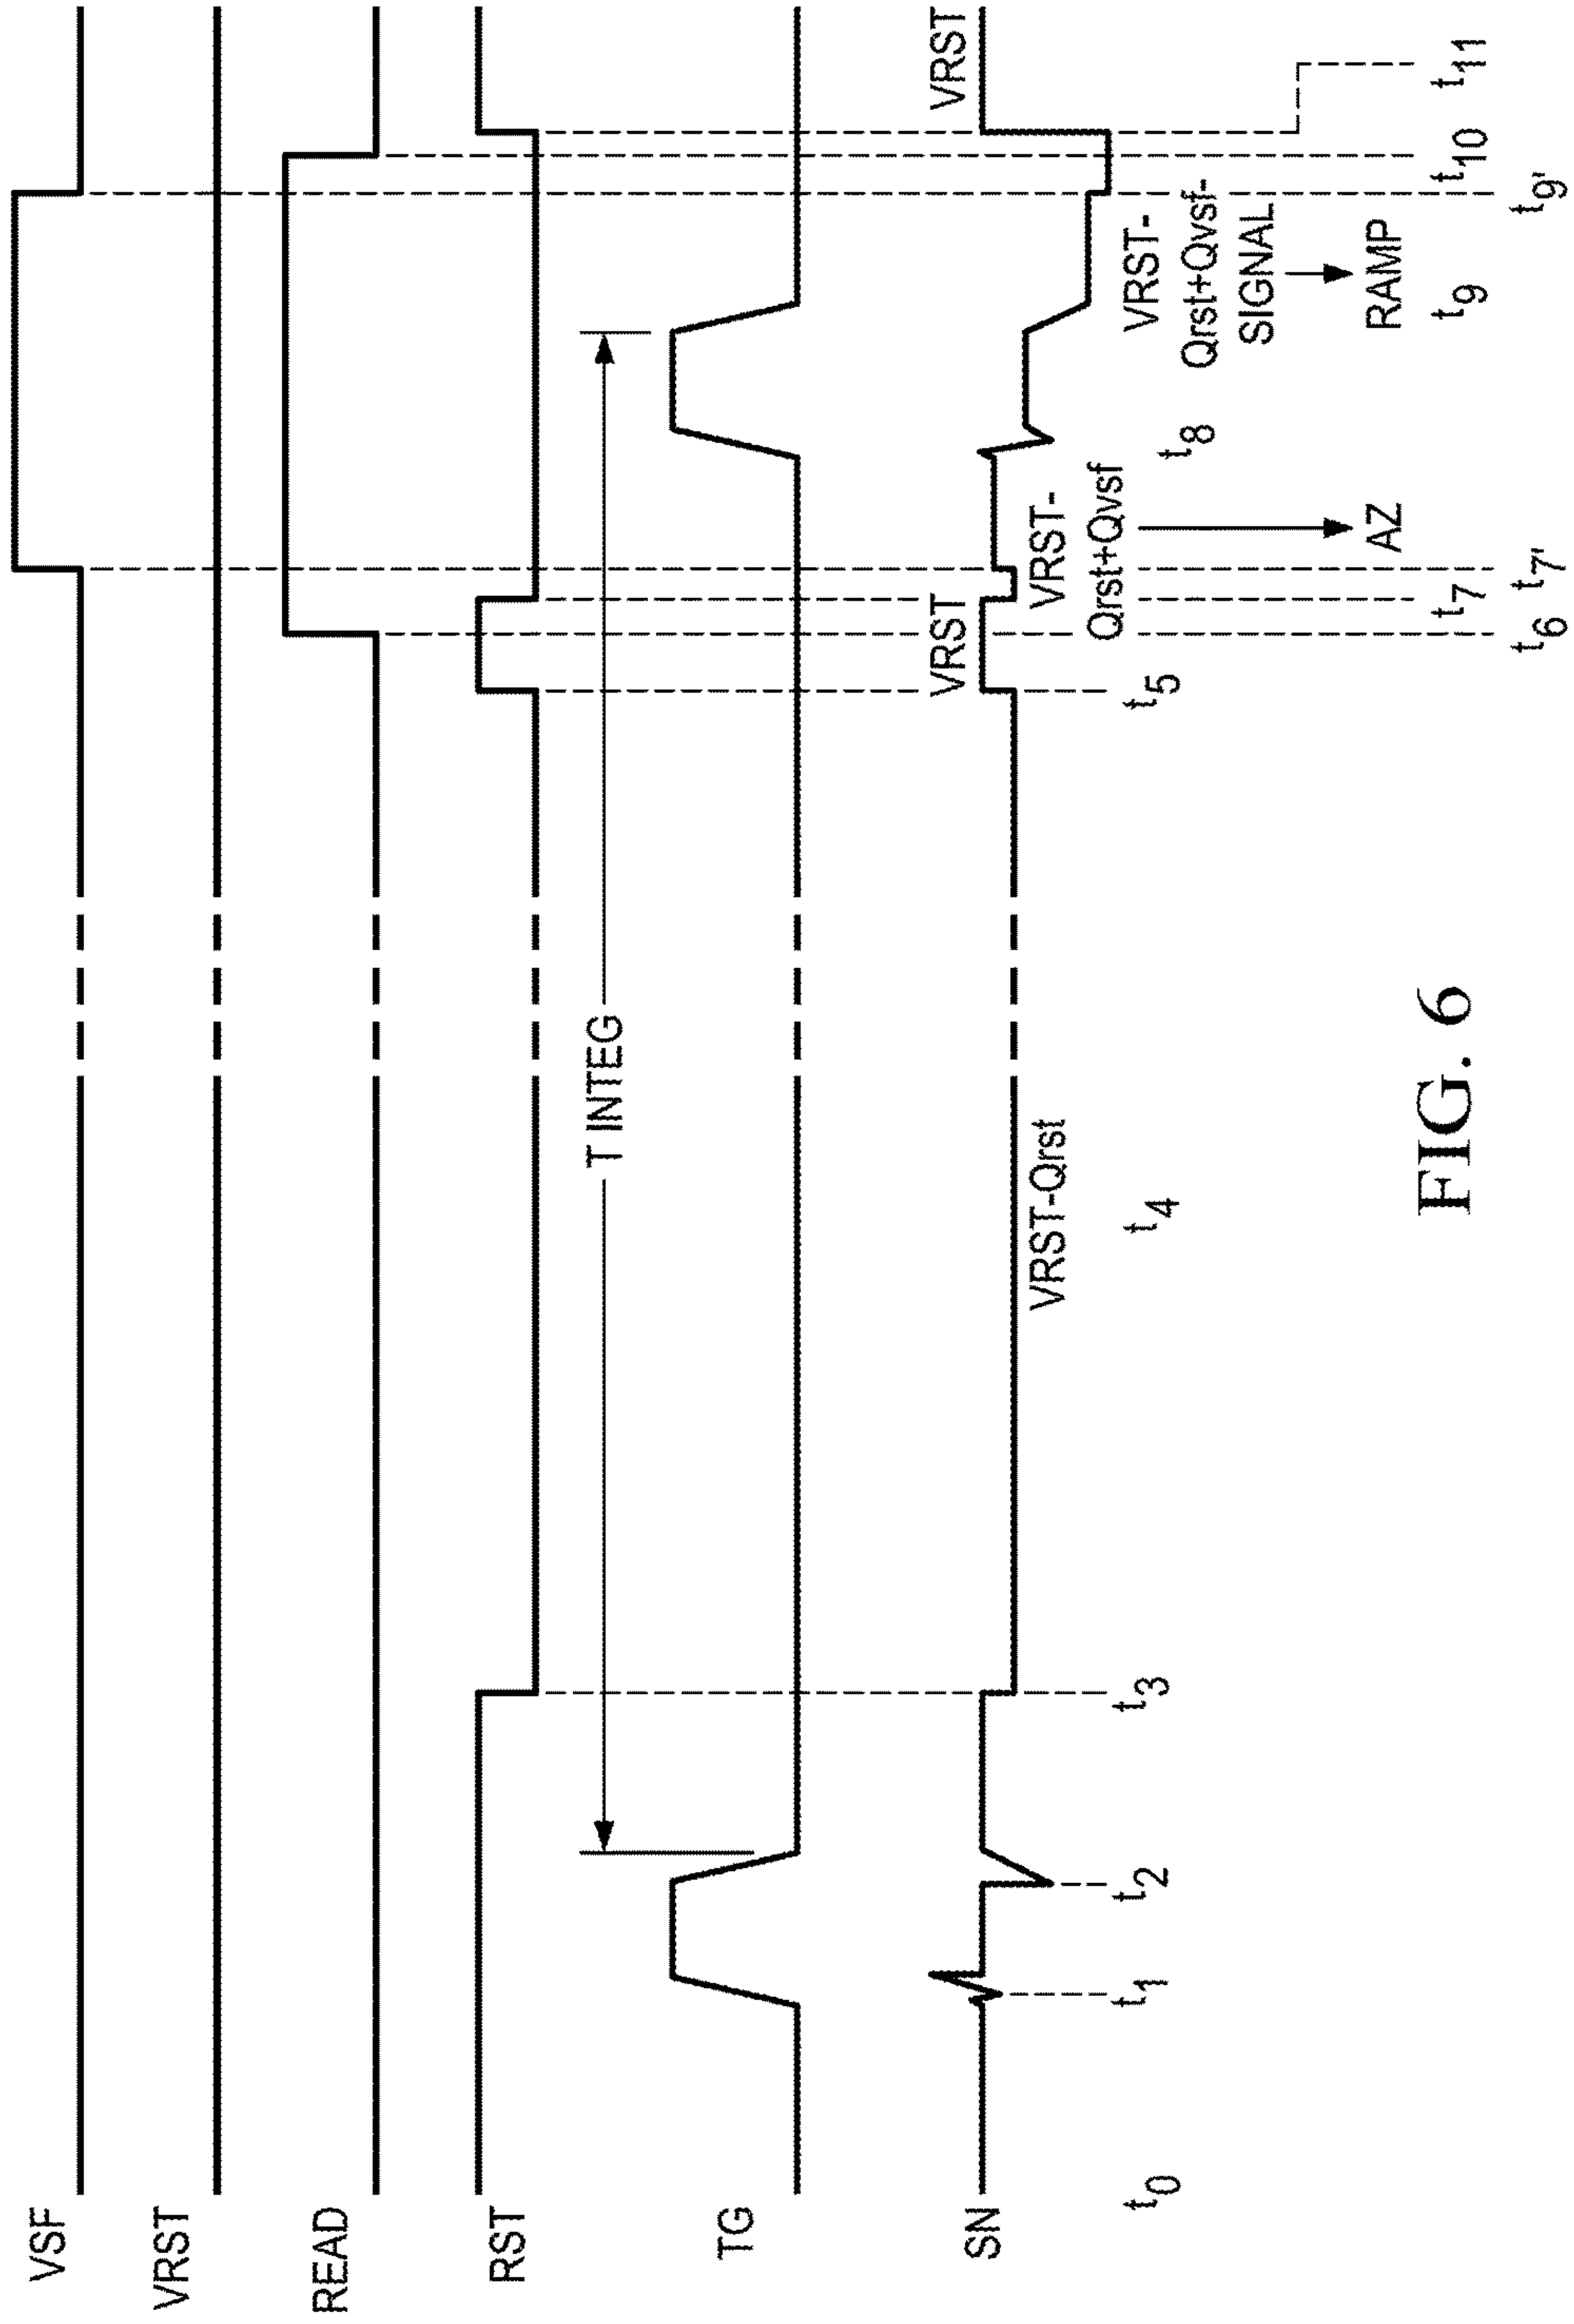 VSF
VRST
READ
RST
T INTEG
TG
VRST
VRST
SN
VRST-Qrst
VRST-
Qrst+Qvsf
VRST-
Qrst+Qvsf-
SIGNAL
AZ
RAMP
t0
t1
t2
t3
t4
t5
t6
t7
t7'
t8
t9
t9'
t10
t11
FIG. 6